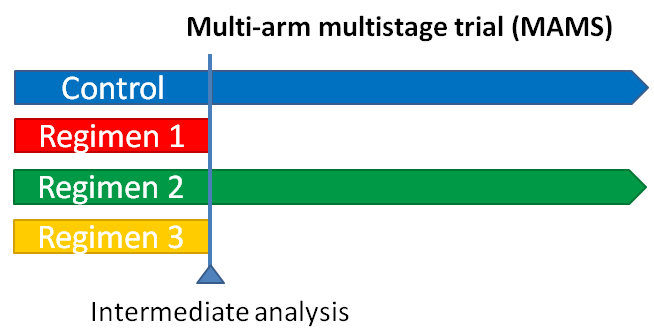 Multi-arm multistage trial (MAMS)
Control
Regimen 1
Regimen 2
Regimen 3
Intermediate analysis